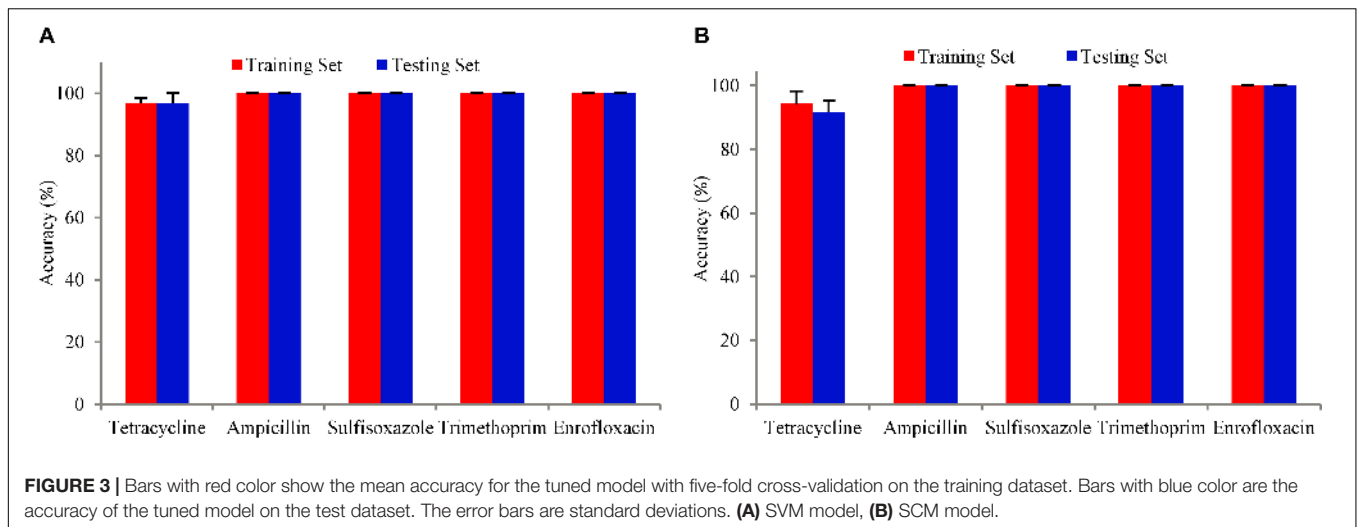 A
Training Set Testing Set
100
80
60
40
20
0
Accuracy (%)
Tetracycline Ampicillin Sulfisoxazole Trimethoprim Enrofloxacin
B
Training Set Testing Set
100
80
60
40
20
0
Accuracy (%)
Tetracycline Ampicillin Sulfisoxazole Trimethoprim Enrofloxacin
FIGURE 3 | Bars with red color show the mean accuracy for the tuned model with five-fold cross-validation on the training dataset. Bars with blue color are the
accuracy of the tuned model on the test dataset. The error bars are standard deviations. (A) SVM model, (B) SCM model.